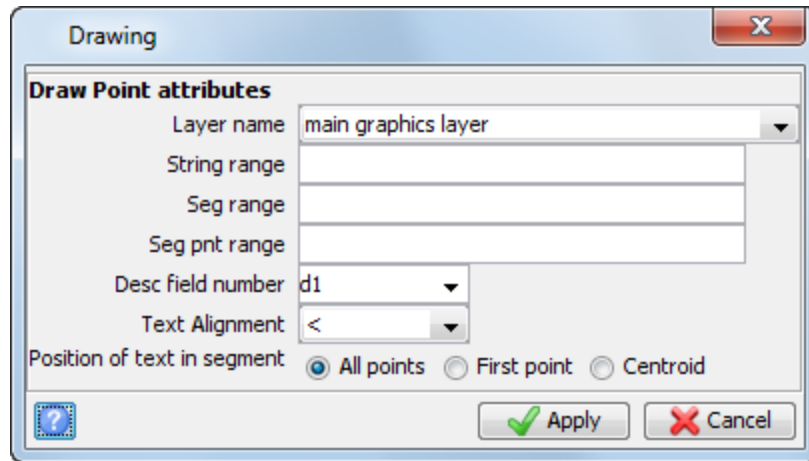 Drawing
Draw Point attributes
Layer name main graphics layer
String range
Seg range
Seg pnt range
Desc field number d1
Text Alignment <
Position of text in segment All points First point Centroid
? Apply Cancel